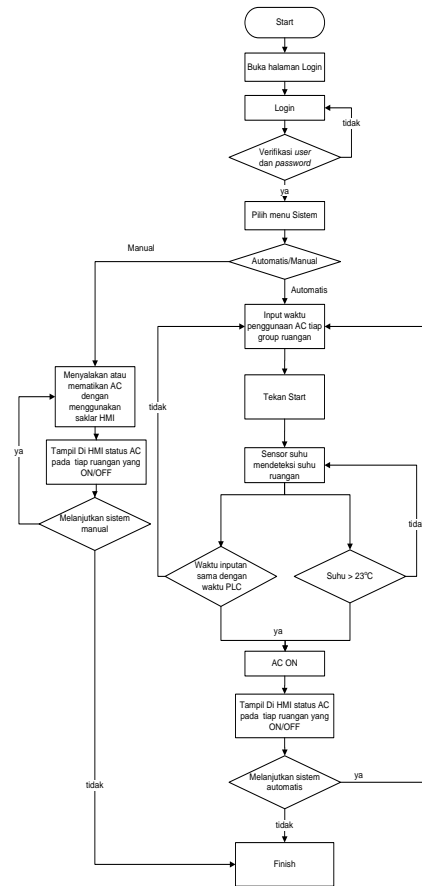 Start
Buka halaman Login
Login
tidak
Verifikasi user
dan password
ya
Pilih menu Sistem
Manual
Automatis/Manual
Automatis
Input waktu
penggunaan AC tiap
group ruangan
Menyalakan atau
mematikan AC
dengan
menggunakan
saklar HMI
tidak
Tekan Start
ya
Tampil Di HMI status AC
pada tiap ruangan yang
ON/OFF
Sensor suhu
mendeteksi suhu
ruangan
Melanjutkan sistem
manual
tida
Waktu inputan
sama dengan
waktu PLC
Suhu > 23°C
ya
AC ON
Tampil Di HMI status AC
pada tiap ruangan yang
ON/OFF
Melanjutkan sistem
automatis
ya
tidak
tidak
Finish